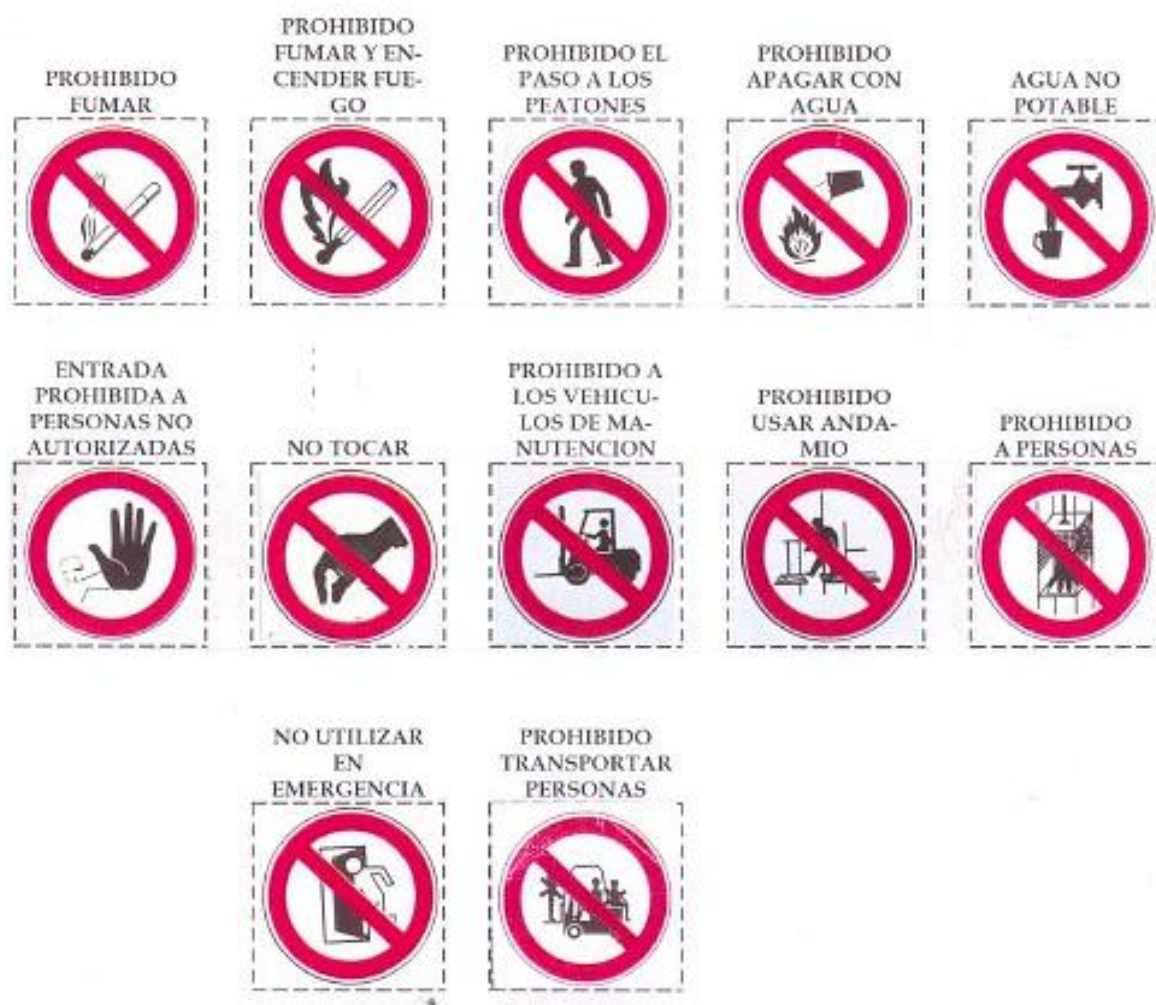 PROHIBIDO
FUMAR
PROHIBIDO
FUMAR Y EN-
CENDER FUE-
GO
PROHIBIDO EL
PASO A LOS
PEATONES
PROHIBIDO
APAGAR CON
AGUA
AGUA NO
POTABLE
ENTRADA
PROHIBIDA A
PERSONAS NO
AUTORIZADAS
NO TOCAR
PROHIBIDO A
LOS VEHICU-
LOS DE MA-
NUTENCION
PROHIBIDO
USAR ANDA-
MIO
PROHIBIDO
A PERSONAS
NO UTILIZAR
EN
EMERGENCIA
PROHIBIDO
TRANSPORTAR
PERSONAS